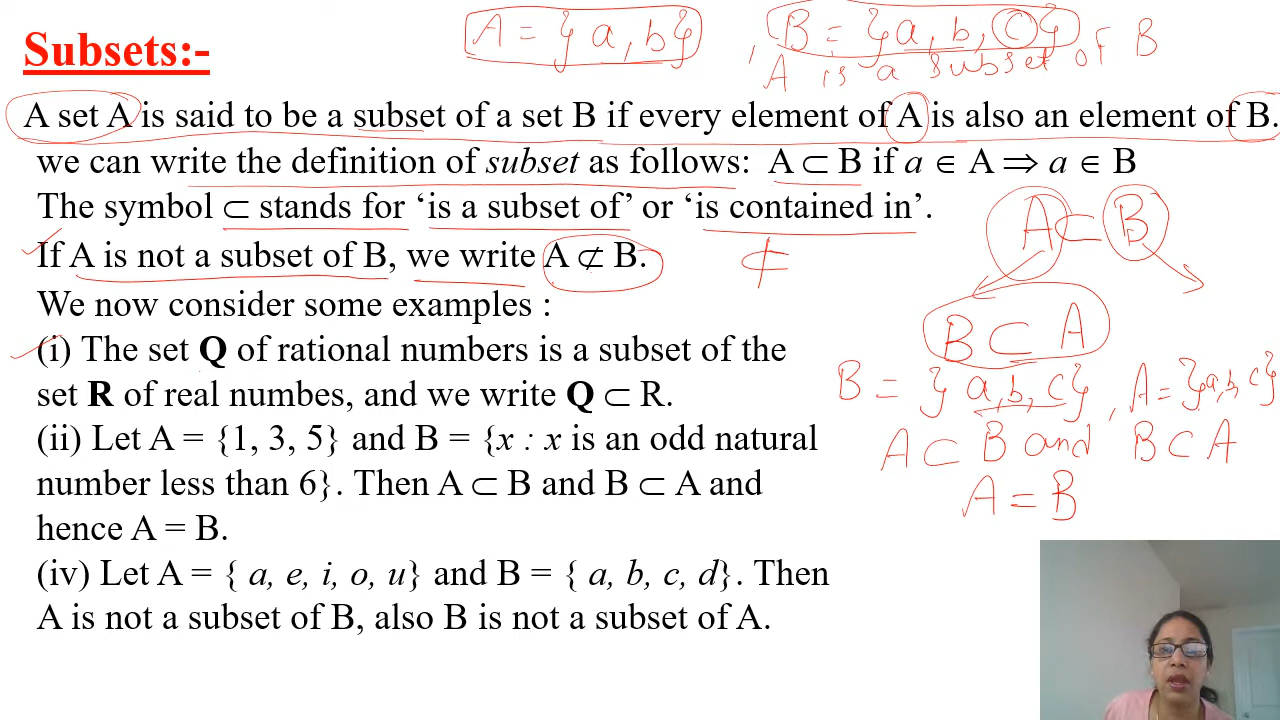 Subsets:-
A = {a, b}, B = {a, b, c}
A is a subset of B
A set A is said to be a subset of a set B if every element of A is also an element of B.
we can write the definition of subset as follows: A ⊂ B if a ∈ A ⇒ a ∈ B
The symbol ⊂ stands for ‘is a subset of’ or ‘is contained in’.
A ⊂ B
If A is not a subset of B, we write A ⊄ B.
⊄
We now consider some examples :
B ⊂ A
(i) The set Q of rational numbers is a subset of the
set R of real numbes, and we write Q ⊂ R.
B = {a, b, c}, A = {a, b, c}
(ii) Let A = {1, 3, 5} and B = {x : x is an odd natural
A ⊂ B and B ⊂ A
number less than 6}. Then A ⊂ B and B ⊂ A and
A = B
hence A = B.
(iv) Let A = { a, e, i, o, u} and B = { a, b, c, d}. Then
A is not a subset of B, also B is not a subset of A.